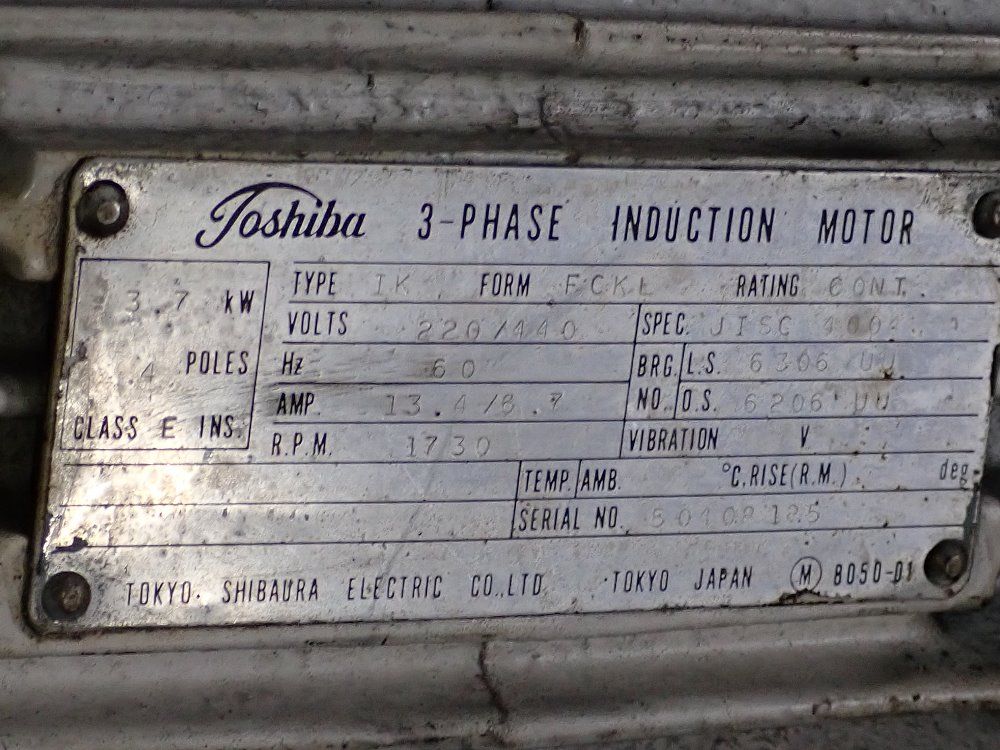 Toshiba 3-PHASE INDUCTION MOTOR
3.7 kW
4 POLES
CLASS E INS.
TYPE IK FORM FCKL RATING CONT.
VOLTS 220/440 SPEC. JISC
Hz 60 BRG. L.S. 6306 UU
AMP. 13.4/6.7 NO. O.S. 6206 UU
R.P.M. 1730 VIBRATION V
TEMP. AMB. °C. RISE(R.M.) deg.
SERIAL NO.
TOKYO. SHIBAURA ELECTRIC CO.,LTD. TOKYO JAPAN Ⓜ 8050-01